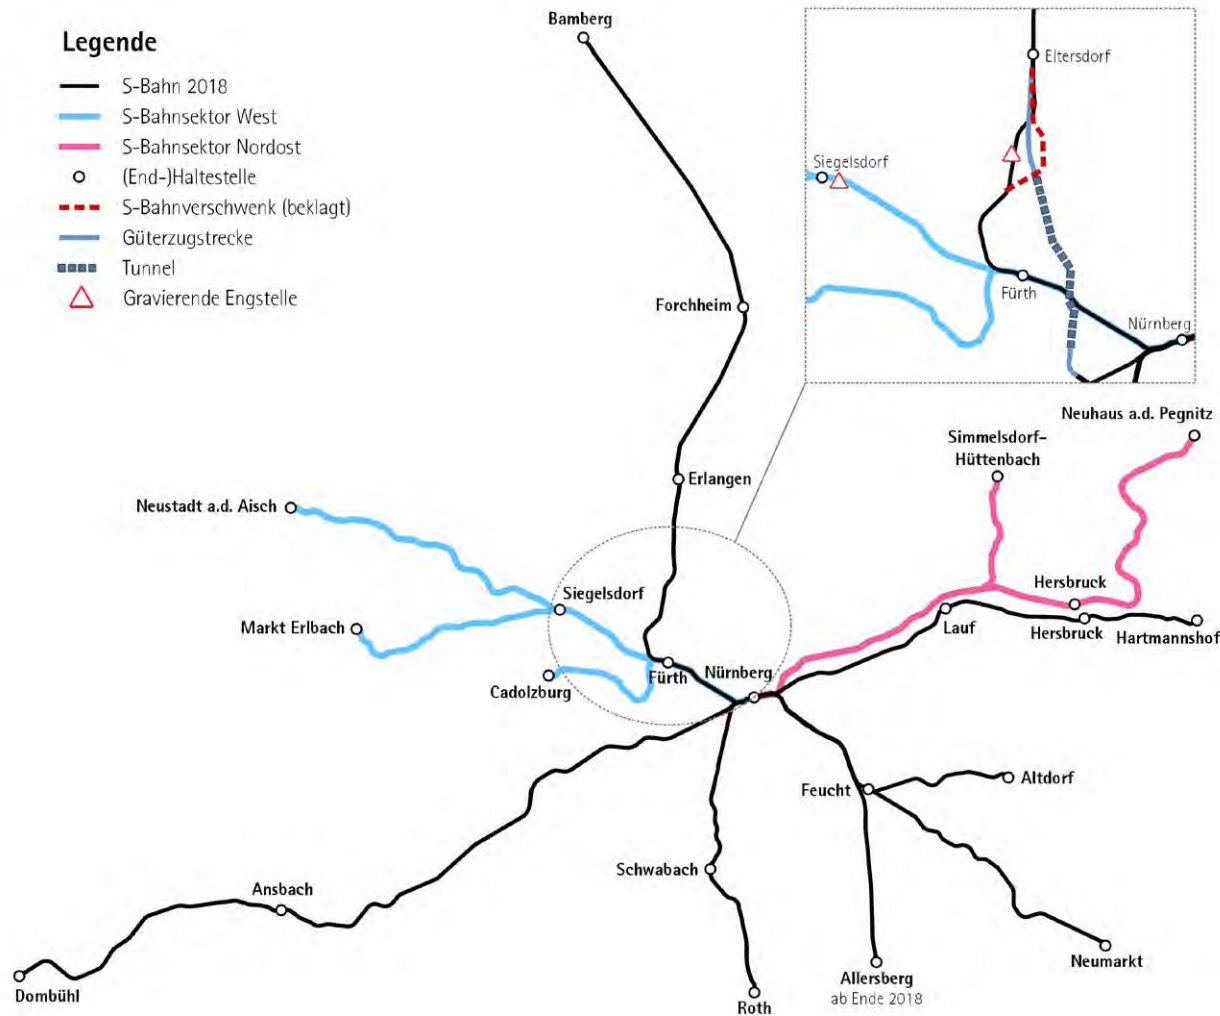 Legende
S-Bahn 2018
S-Bahnsektor West
S-Bahnsektor Nordost
(End-)Haltestelle
S-Bahnverschwenk (beklagt)
Güterzugstrecke
Tunnel
Gravierende Engstelle
Bamberg
Eltersdorf
Siegelsdorf
Fürth
Nürnberg
Forchheim
Erlangen
Neuhaus a.d. Pegnitz
Simmelsdorf-
Hüttenbach
Neustadt a.d. Aisch
Siegelsdorf
Markt Erlbach
Cadolzburg
Fürth
Nürnberg
Hersbruck
Lauf
Hersbruck
Hartmannshof
Feucht
Altdorf
Schwabach
Ansbach
Dombühl
Roth
Allersberg
ab Ende 2018
Neumarkt